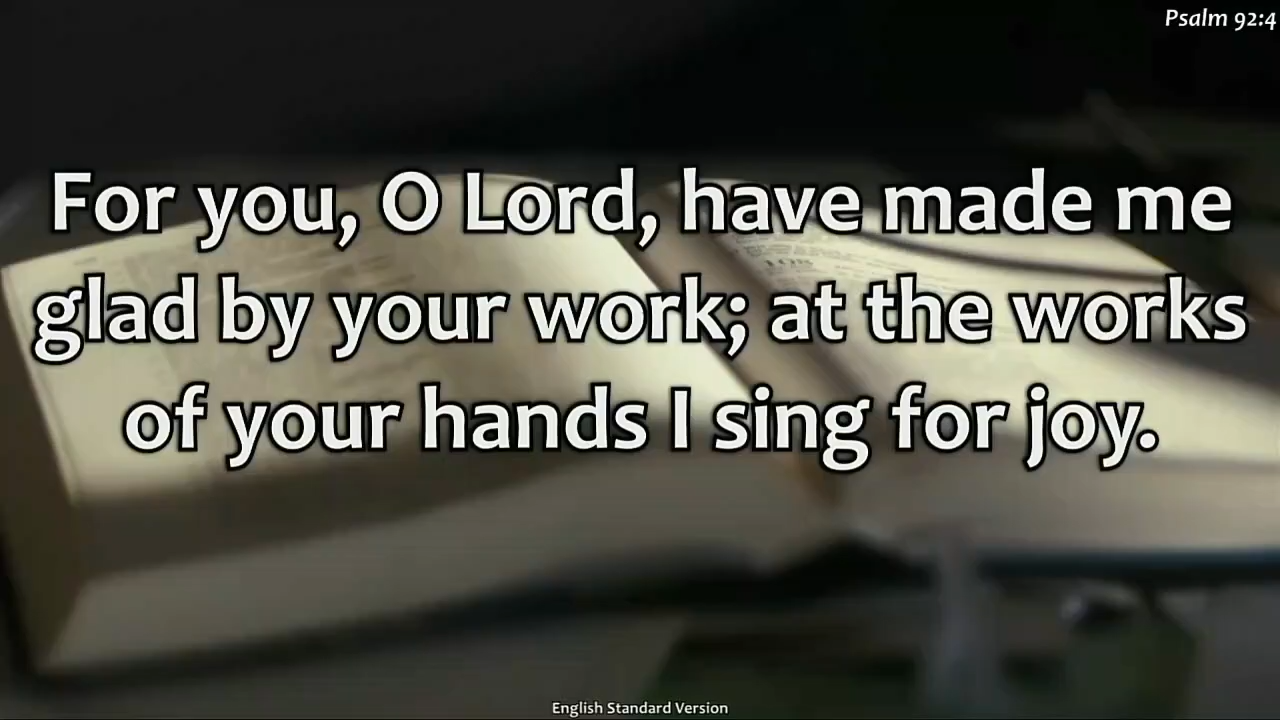 Psalm 92:4
For you, O Lord, have made me
glad by your work; at the works
of your hands I sing for joy.
English Standard Version